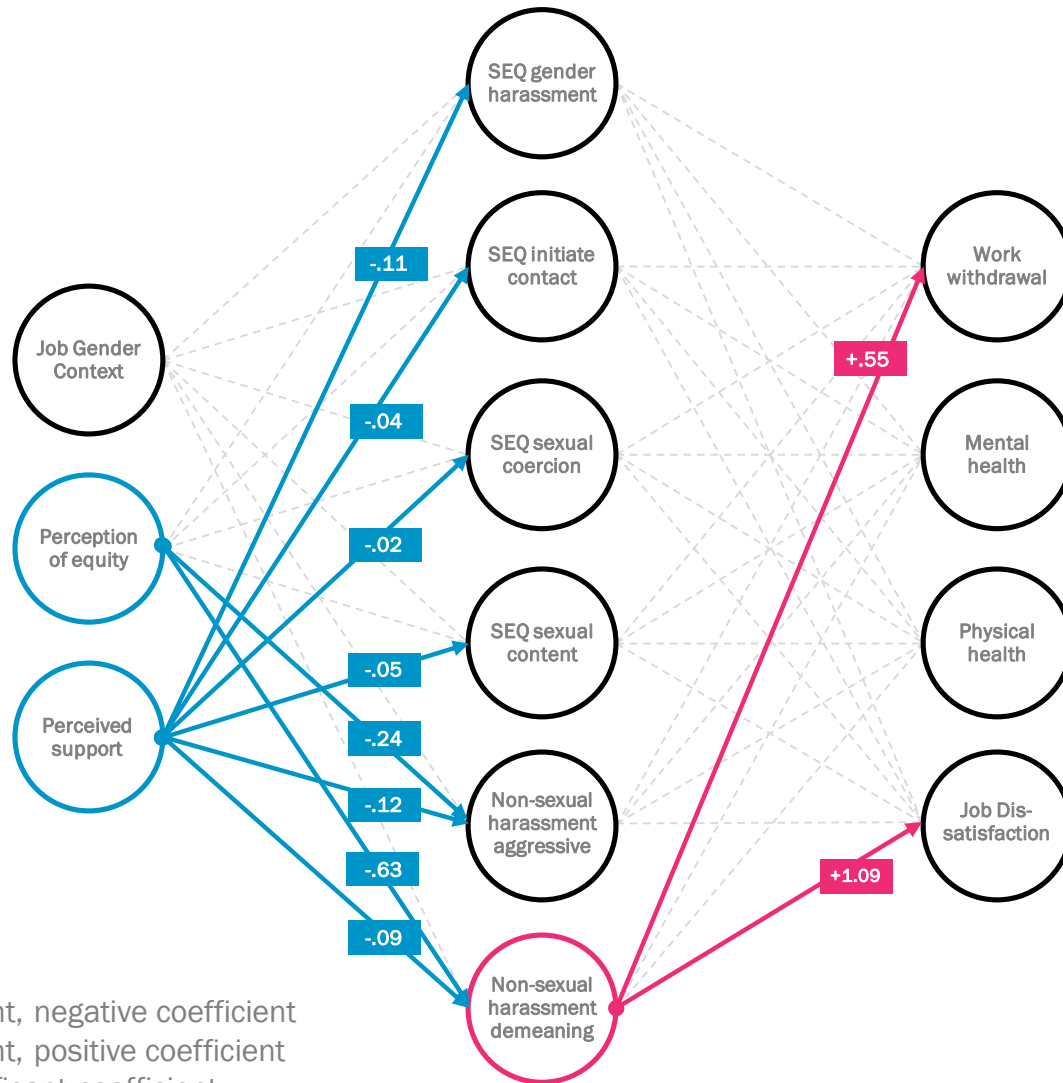 SEQ gender
harassment
SEQ initiate
contact
Work
withdrawal
-.11
Job Gender
Context
+.55
-.04
SEQ sexual
coercion
Mental
health
Perception
of equity
-.02
SEQ sexual
content
Physical
health
-.05
Perceived
support
-.24
-.12
Non-sexual
harassment
aggressive
Job Dis-
satisfaction
-.63
+1.09
-.09
Non-sexual
harassment
demeaning
negative coefficient
positive coefficient
coefficient